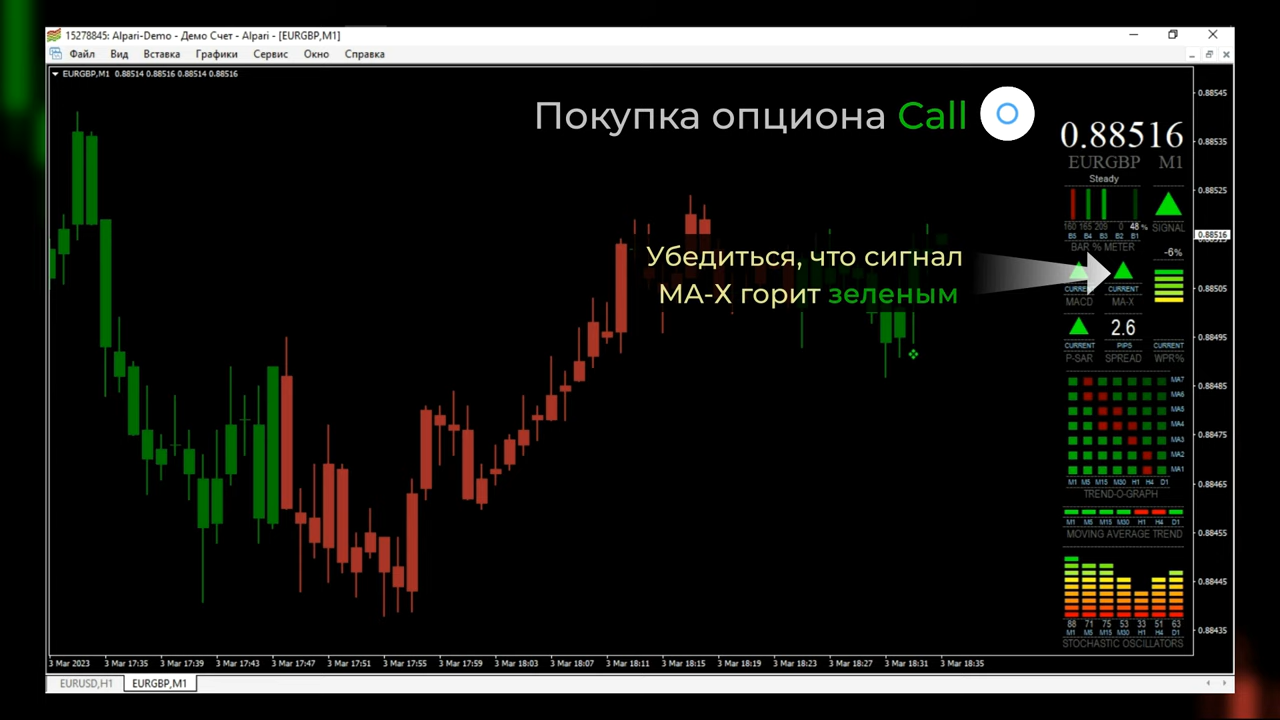 15278845: Alpari-Demo - Демо Счет - Alpari - [EURGBP,M1]
Файл Вид Вставка Графики Сервис Окно Справка
EURGBP,M1 0.88514 0.88516 0.88514 0.88516
Покупка опциона Call
Убедиться, что сигнал
MA-X горит зеленым
0.88516
EURGBP M1
Steady
160 165 209 0 48 %
B5 B4 B3 B2 B1
BAR % METER
SIGNAL
-6%
CURRENT CURRENT
MACD MA-X
2.6
CURRENT PIPS CURRENT
P-SAR SPREAD WPR%
MA7
MA6
MA5
MA4
MA3
MA2
MA1
M1 M5 M15 M30 H1 H4 D1
TREND-O-GRAPH
M1 M5 M15 M30 H1 H4 D1
MOVING AVERAGE TREND
88 71 75 53 33 51 63
M1 M5 M15 M30 H1 H4 D1
STOCHASTIC OSCILLATORS
0.88545
0.88535
0.88525
0.88516
0.88505
0.88495
0.88485
0.88475
0.88465
0.88455
0.88445
0.88435
3 Mar 2023 3 Mar 17:35 3 Mar 17:39 3 Mar 17:43 3 Mar 17:47 3 Mar 17:51 3 Mar 17:55 3 Mar 17:59 3 Mar 18:03 3 Mar 18:07 3 Mar 18:11 3 Mar 18:15 3 Mar 18:19 3 Mar 18:23 3 Mar 18:27 3 Mar 18:31 3 Mar 18:35
EURUSD,H1 EURGBP,M1